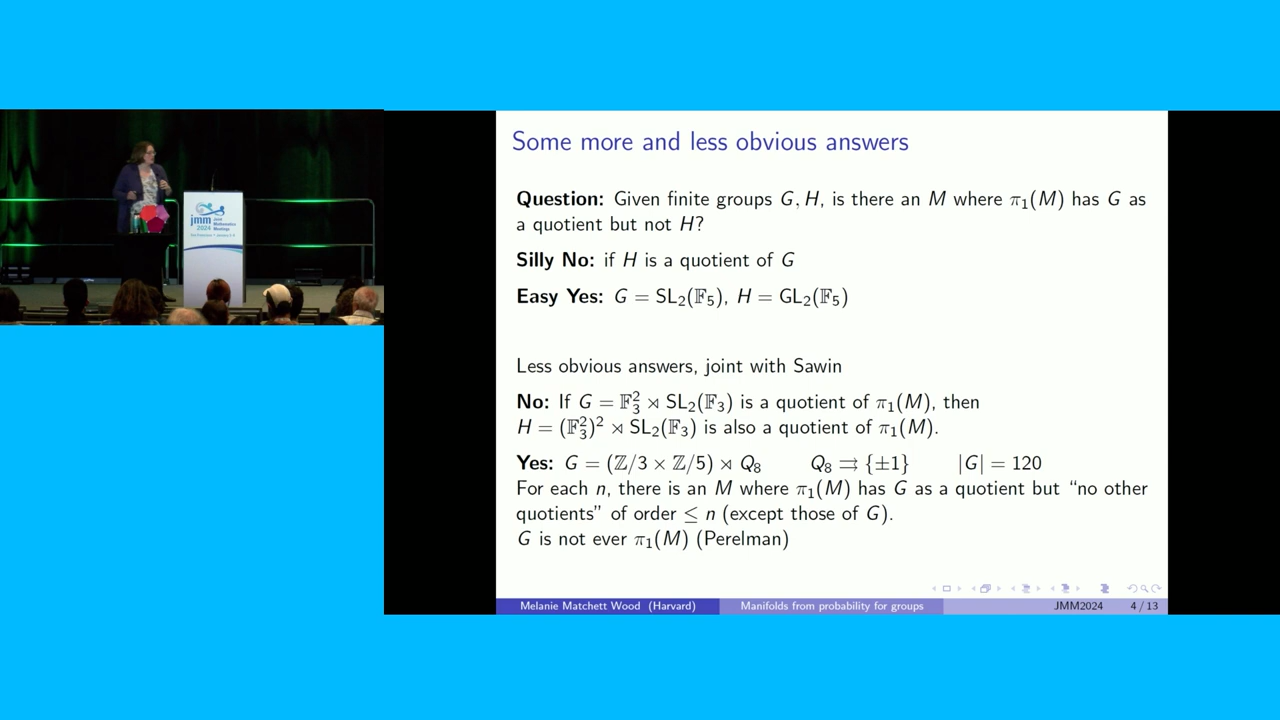 Some more and less obvious answers
Question: Given finite groups G, H, is there an M where π₁(M) has G as
a quotient but not H?
Silly No: if H is a quotient of G
Easy Yes: G = SL₂(𝔽₅), H = GL₂(𝔽₅)
Less obvious answers, joint with Sawin
No: If G = 𝔽₃² ⋊ SL₂(𝔽₃) is a quotient of π₁(M), then
H = (𝔽₃²)² ⋊ SL₂(𝔽₃) is also a quotient of π₁(M).
Yes: G = (ℤ/3 × ℤ/5) ⋊ Q₈ Q₈ ⇉ {±1} |G| = 120
For each n, there is an M where π₁(M) has G as a quotient but “no other
quotients” of order ≤ n (except those of G).
G is not ever π₁(M) (Perelman)
Melanie Matchett Wood (Harvard) Manifolds from probability for groups JMM2024 4 / 13
jmm
2024
Joint
Mathematics
Meetings